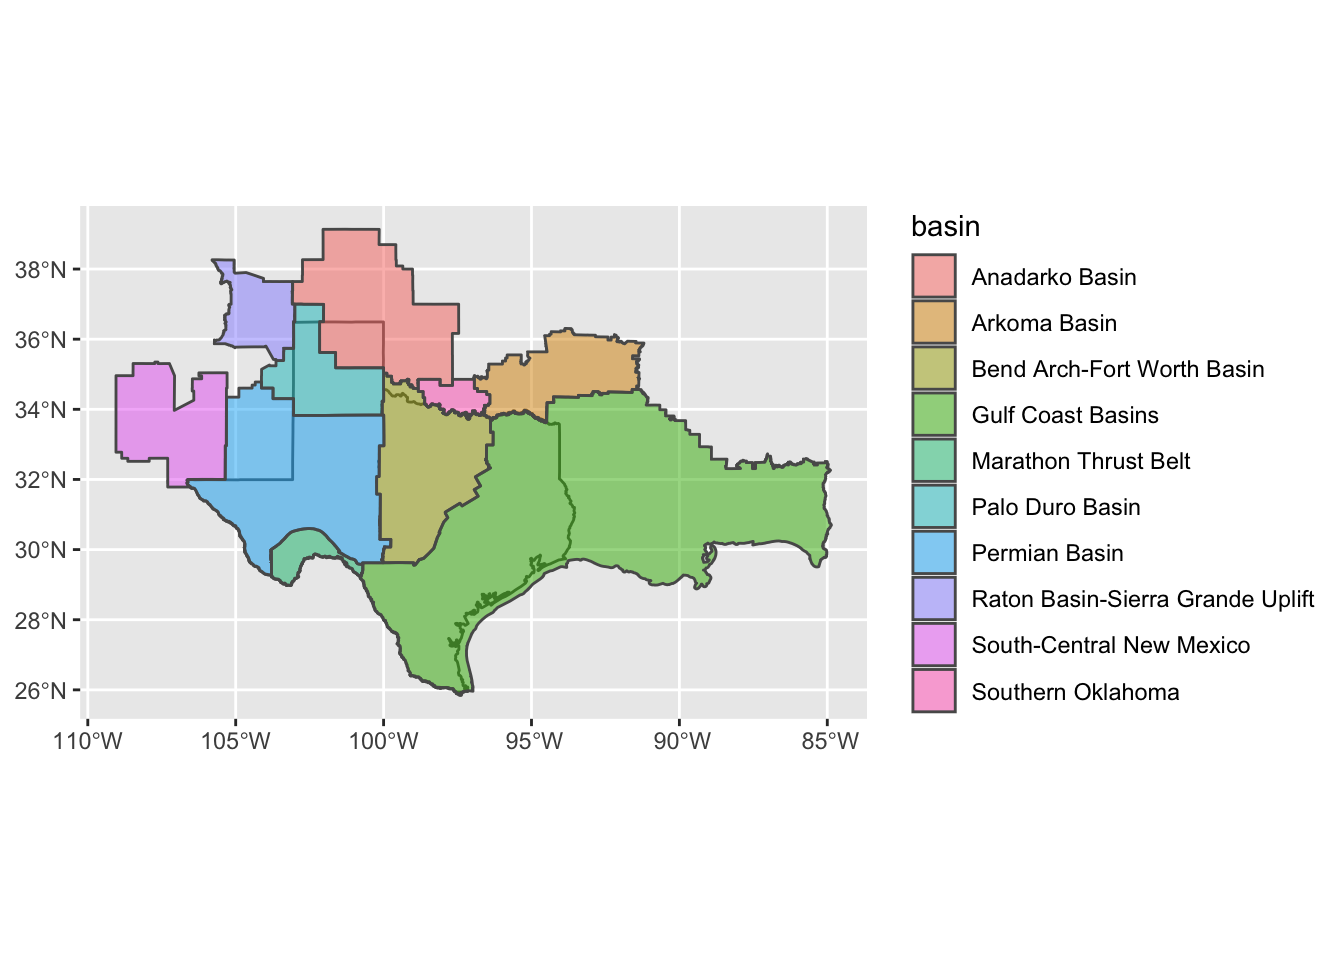 38°N
36°N
34°N
32°N
30°N
28°N
26°N
110°W
105°W
100°W
95°W
90°W
85°W
basin
Anadarko Basin
Arkoma Basin
Bend Arch-Fort Worth Basin
Gulf Coast Basins
Marathon Thrust Belt
Palo Duro Basin
Permian Basin
Raton Basin-Sierra Grande Uplift
South-Central New Mexico
Southern Oklahoma